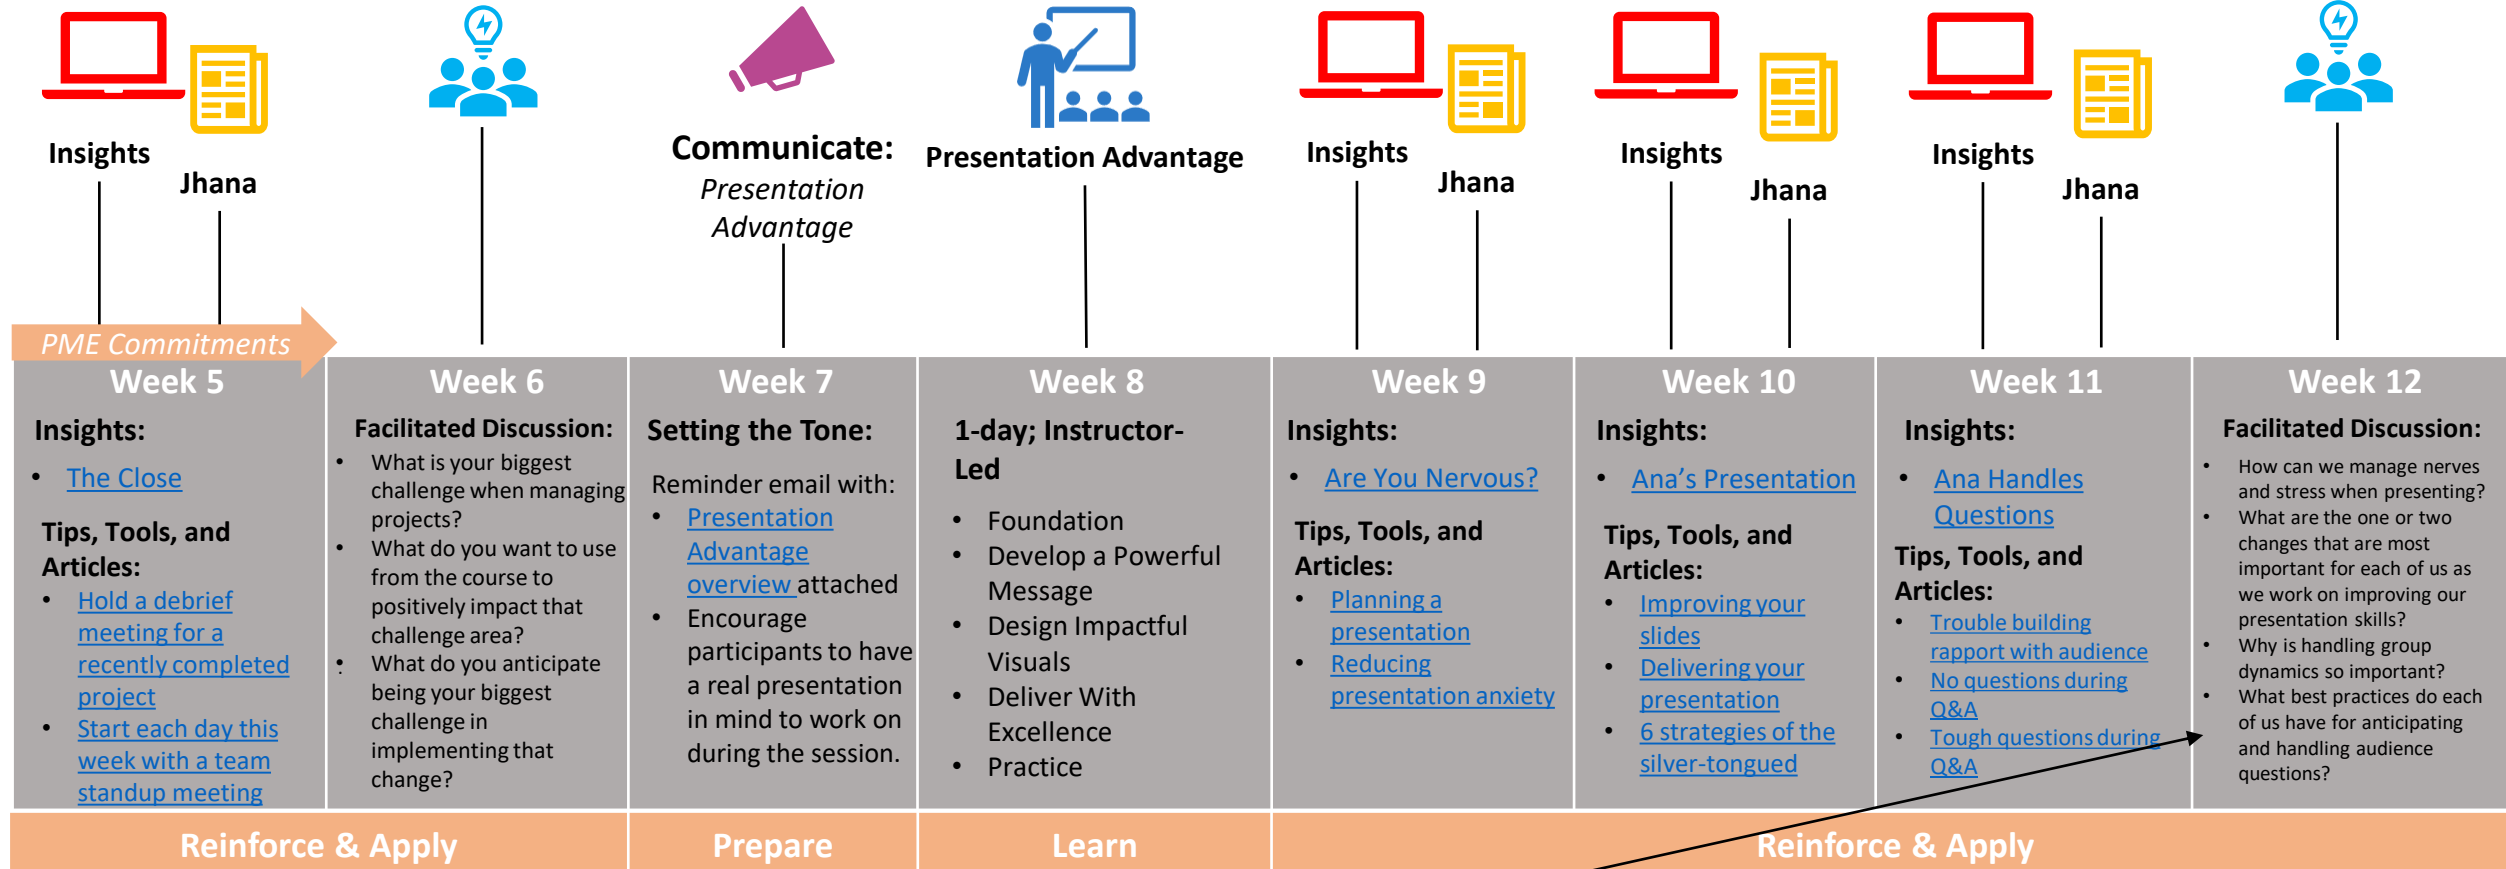 Insights
Jhana
Communicate:
Presentation
Advantage
Presentation Advantage
Insights
Jhana
Insights
Jhana
Insights
Jhana
PME Commitments
Week 5
Insights:
• The Close
Tips, Tools, and
Articles:
• Hold a debrief
meeting for a
recently completed
project
• Start each day this
week with a team
standup meeting
Week 6
Facilitated Discussion:
• What is your biggest
challenge when managing
projects?
• What do you want to use
from the course to
positively impact that
challenge area?
• What do you anticipate
being your biggest
challenge in
implementing that
change?
Week 7
Setting the Tone:
Reminder email with:
• Presentation
Advantage
overview attached
• Encourage
participants to have
a real presentation
in mind to work on
during the session.
Week 8
1-day; Instructor-
Led
• Foundation
• Develop a Powerful
Message
• Design Impactful
Visuals
• Deliver With
Excellence
• Practice
Week 9
Insights:
• Are You Nervous?
Tips, Tools, and
Articles:
• Planning a
presentation
• Reducing
presentation anxiety
Week 10
Insights:
• Ana’s Presentation
Tips, Tools, and
Articles:
• Improving your
slides
• Delivering your
presentation
• 6 strategies of the
silver-tongued
Week 11
Insights:
• Ana Handles
Questions
Tips, Tools, and
Articles:
• Trouble building
rapport with audience
• No questions during
Q&A
• Tough questions during
Q&A
Week 12
Facilitated Discussion:
• How can we manage nerves
and stress when presenting?
• What are the one or two
changes that are most
important for each of us as
we work on improving our
presentation skills?
• Why is handling group
dynamics so important?
• What best practices do each
of us have for anticipating
and handling audience
questions?
Reinforce & Apply
Prepare
Learn
Reinforce & Apply